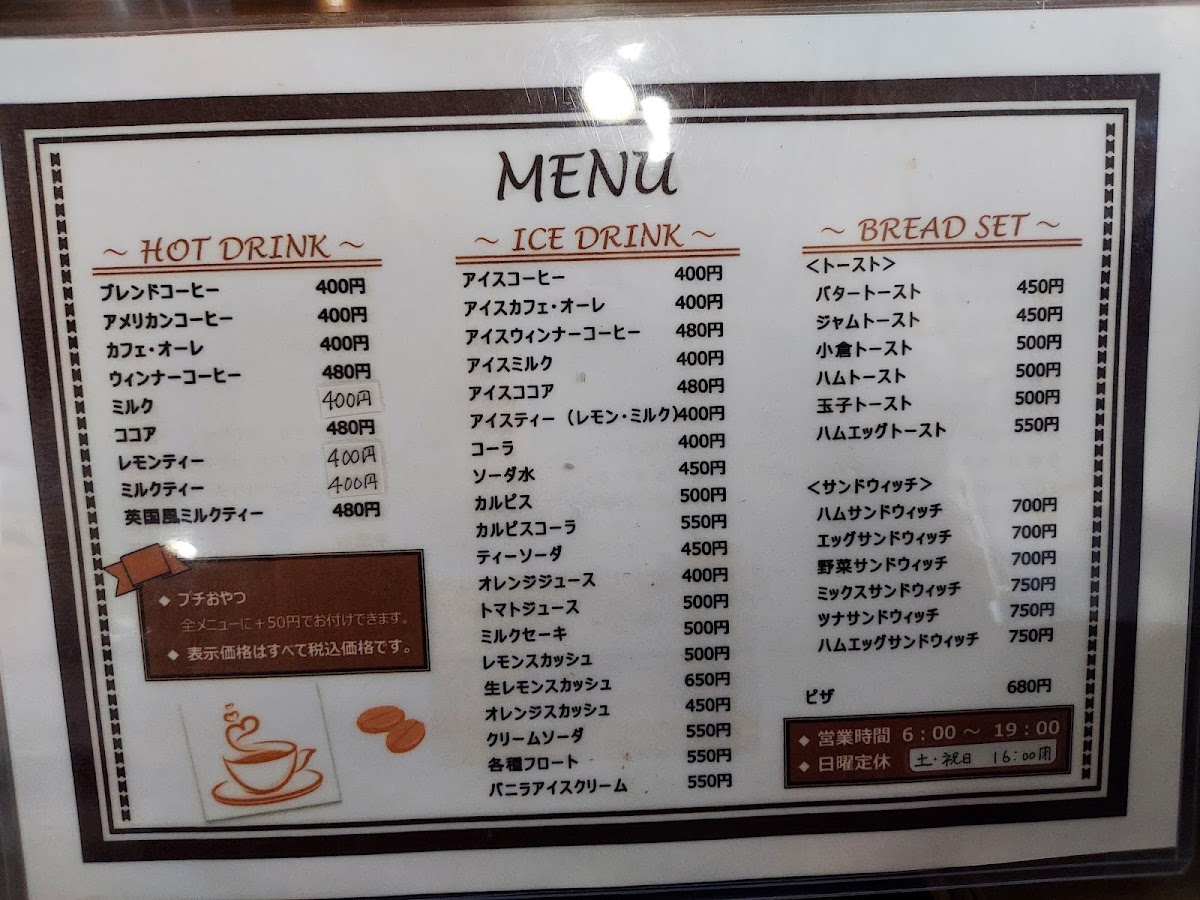 MENU
～ HOT DRINK ～
ブレンドコーヒー 400円
アメリカンコーヒー 400円
カフェ・オーレ 400円
ウィンナーコーヒー 480円
ミルク 400円
ココア 480円
レモンティー 400円
ミルクティー 400円
英国風ミルクティー 480円
◆ プチおやつ
全メニューに＋50円でお付けできます。
◆ 表示価格はすべて税込価格です。
～ ICE DRINK ～
アイスコーヒー 400円
アイスカフェ・オーレ 400円
アイスウィンナーコーヒー 480円
アイスミルク 400円
アイスココア 480円
アイスティー（レモン・ミルク）400円
コーラ 400円
ソーダ水 450円
カルピス 500円
カルピスコーラ 550円
ティーソーダ 450円
オレンジジュース 400円
トマトジュース 500円
ミルクセーキ 500円
レモンスカッシュ 500円
生レモンスカッシュ 650円
オレンジスカッシュ 450円
クリームソーダ 550円
各種フロート 550円
バニラアイスクリーム 550円
～ BREAD SET ～
＜トースト＞
バタートースト 450円
ジャムトースト 450円
小倉トースト 500円
ハムトースト 500円
玉子トースト 500円
ハムエッグトースト 550円
＜サンドウィッチ＞
ハムサンドウィッチ 700円
エッグサンドウィッチ 700円
野菜サンドウィッチ 700円
ミックスサンドウィッチ 750円
ツナサンドウィッチ 750円
ハムエッグサンドウィッチ 750円
ピザ 680円
◆ 営業時間 6：00～ 19：00
◆ 日曜定休 土・祝日 16:00閉